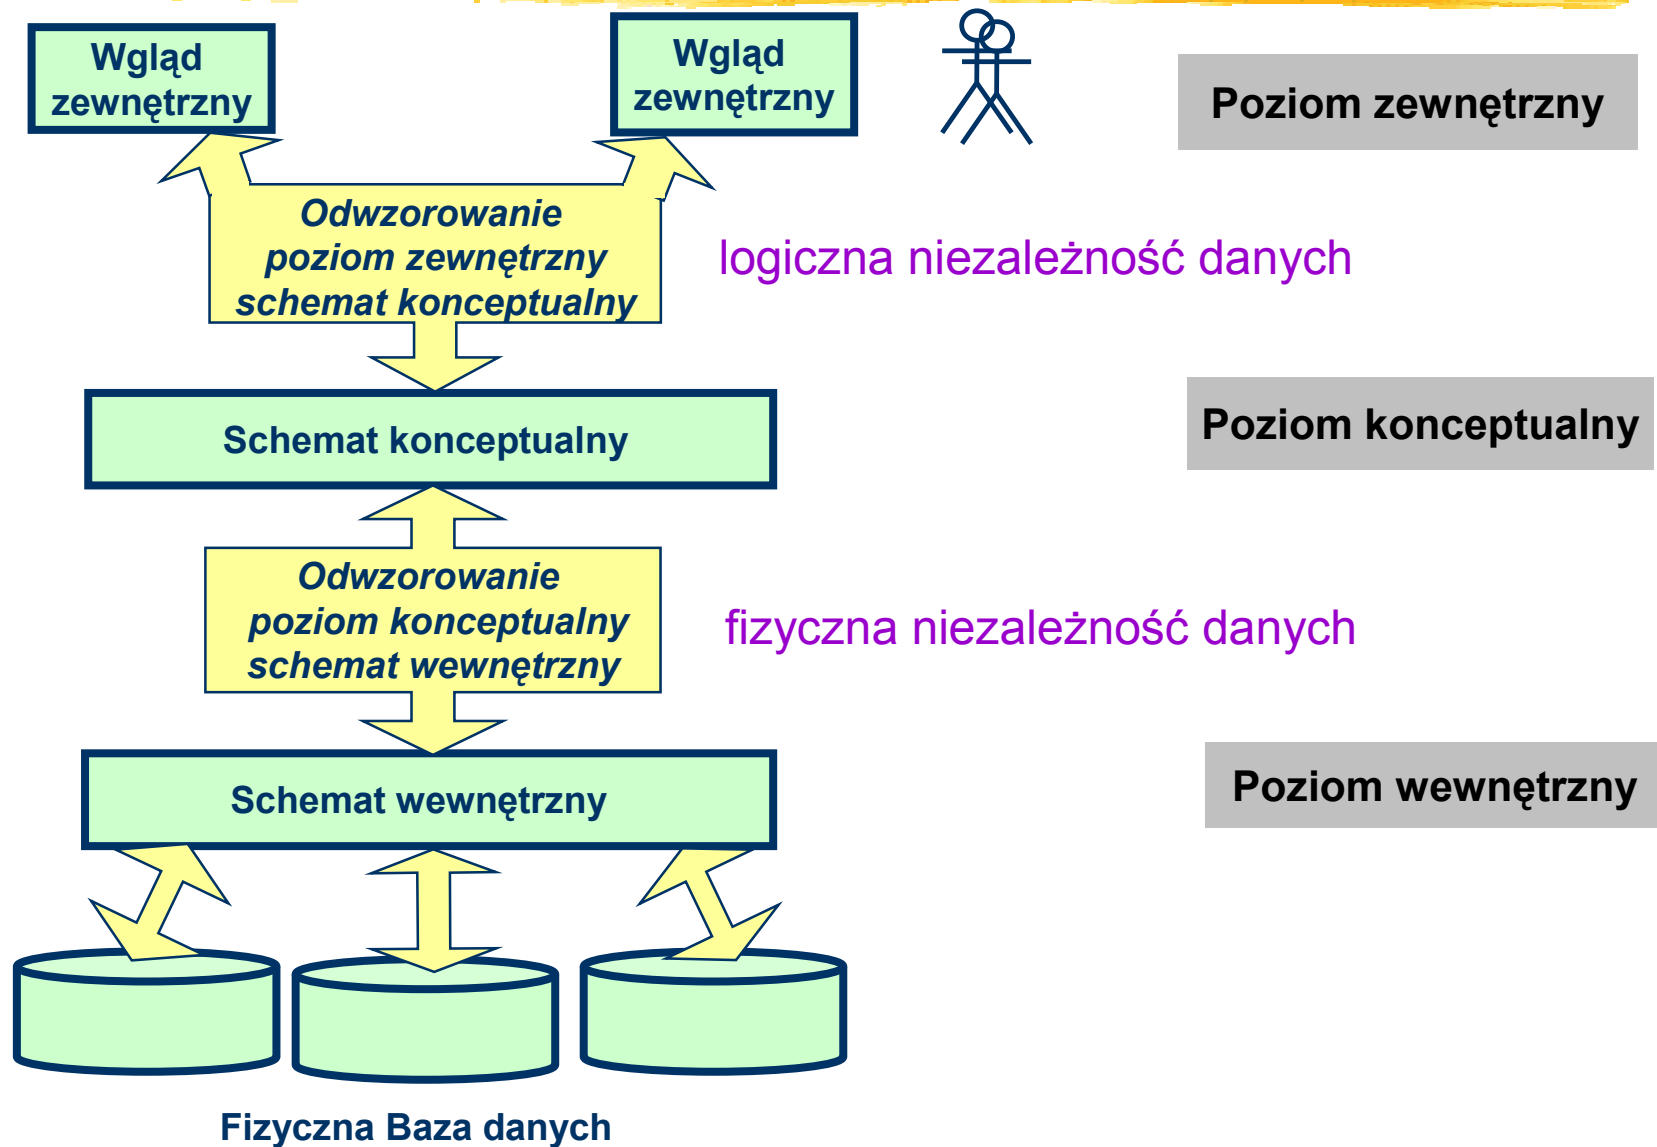 Wgląd
zewnętrzny
Wgląd
zewnętrzny
Poziom zewnętrzny
Odwzorowanie
poziom zewnętrzny
schemat konceptualny
logiczna niezależność danych
Schemat konceptualny
Poziom konceptualny
Odwzorowanie
poziom konceptualny
schemat wewnętrzny
fizyczna niezależność danych
Schemat wewnętrzny
Poziom wewnętrzny
Fizyczna Baza danych